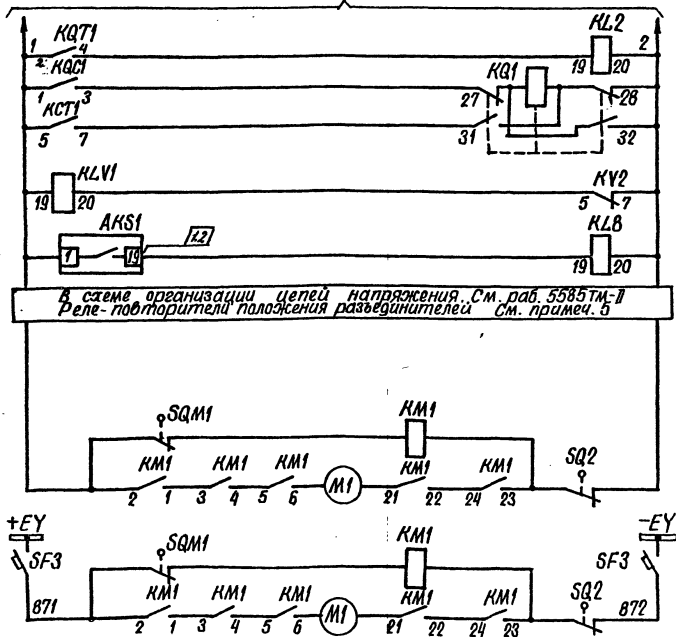 KQT1 KL2
1 4 2
2 KQC1 19 20
KQ1
1 3 27 28
KCT1
5 7 31 32
KLV1 KV2
19 20 5 7
AKS1 KL8
1 19 19 20
В схеме организации цепей напряжения. См. раб. 5585тм-II
Реле-повторители положения разъединителей См. примеч. 5
SQM1 KM1
KM1 KM1 KM1 M1 KM1 KM1 SQ2
2 1 3 4 5 6 21 22 24 23
+EY -EY
SQM1 KM1
SF3 SF3
KM1 KM1 KM1 M1 KM1 KM1 SQ2
871 872
2 1 3 4 5 6 21 22 24 23